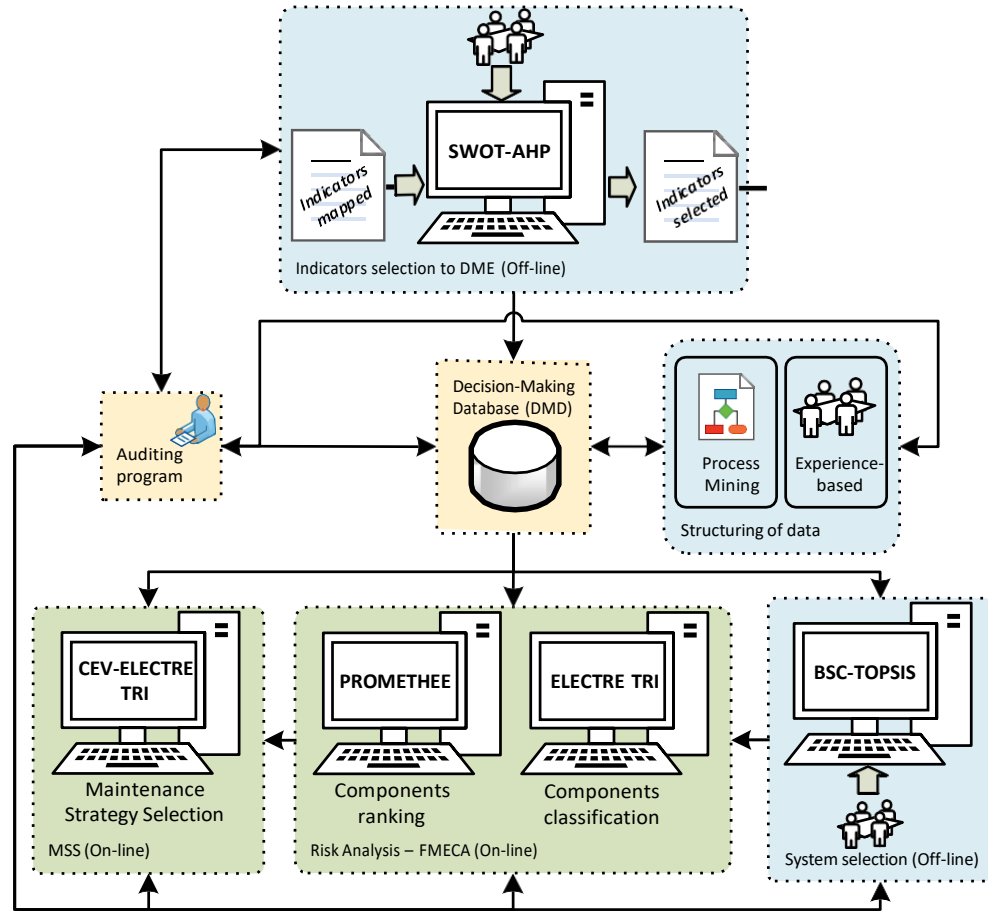 SWOT-AHP
Indicators
mapped
Indicators
selected
Indicators selection to DME (Off-line)
Decision-Making
Database (DMD)
Auditing
program
Process
Mining
Experience-
based
Structuring of data
CEV-ELECTRE
TRI
PROMETHEE
ELECTRE TRI
BSC-TOPSIS
Maintenance
Strategy Selection
Components
ranking
Components
classification
MSS (On-line)
Risk Analysis – FMECA (On-line)
System selection (Off-line)